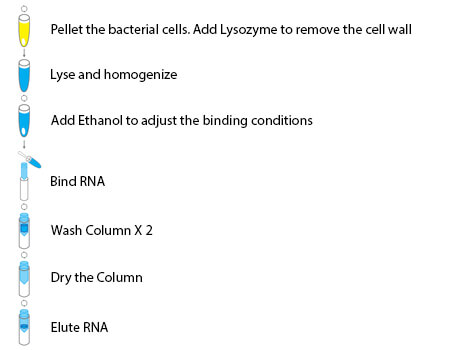 Pellet the bacterial cells. Add Lysozyme to remove the cell wall
Lyse and homogenize
Add Ethanol to adjust the binding conditions
Bind RNA
Wash Column X 2
Dry the Column
Elute RNA